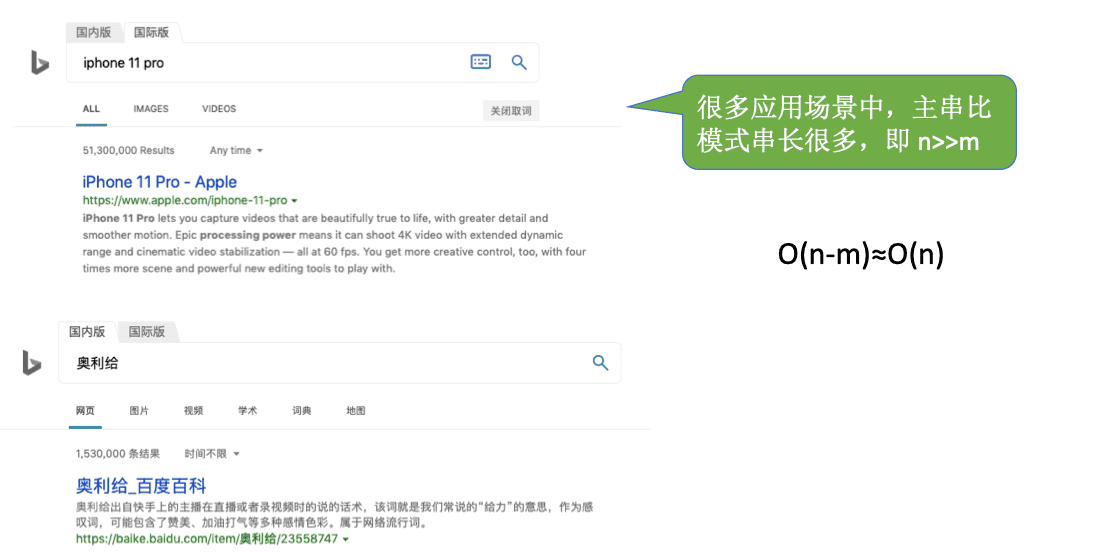 国内版 国际版
iphone 11 pro
ALL IMAGES VIDEOS 关闭取词
51,300,000 Results Any time
iPhone 11 Pro - Apple
https://www.apple.com/iphone-11-pro
iPhone 11 Pro lets you capture videos that are beautifully true to life, with greater detail and
smoother motion. Epic processing power means it can shoot 4K video with extended dynamic
range and cinematic video stabilization — all at 60 fps. You get more creative control, too, with four
times more scene and powerful new editing tools to play with.
很多应用场景中，主串比
模式串长很多，即 n>>m
O(n-m)≈O(n)
国内版 国际版
奥利给
网页 图片 视频 学术 词典 地图
1,530,000 条结果 时间不限
奥利给_百度百科
奥利给出自快手上的主播在直播或者录视频时的说的话术，该词就是我们常说的“给力”的意思，作为感
叹词，可能包含了赞美、加油打气等多种感情色彩。属于网络流行词。
https://baike.baidu.com/item/奥利给/23558747